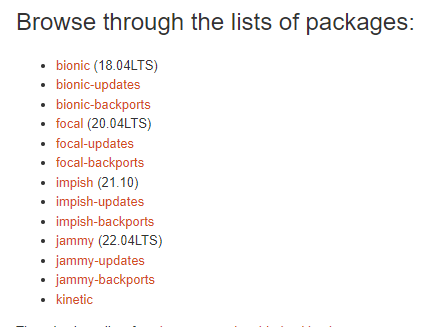 Browse through the lists of packages:
bionic (18.04LTS)
bionic-updates
bionic-backports
focal (20.04LTS)
focal-updates
focal-backports
impish (21.10)
impish-updates
impish-backports
jammy (22.04LTS)
jammy-updates
jammy-backports
kinetic